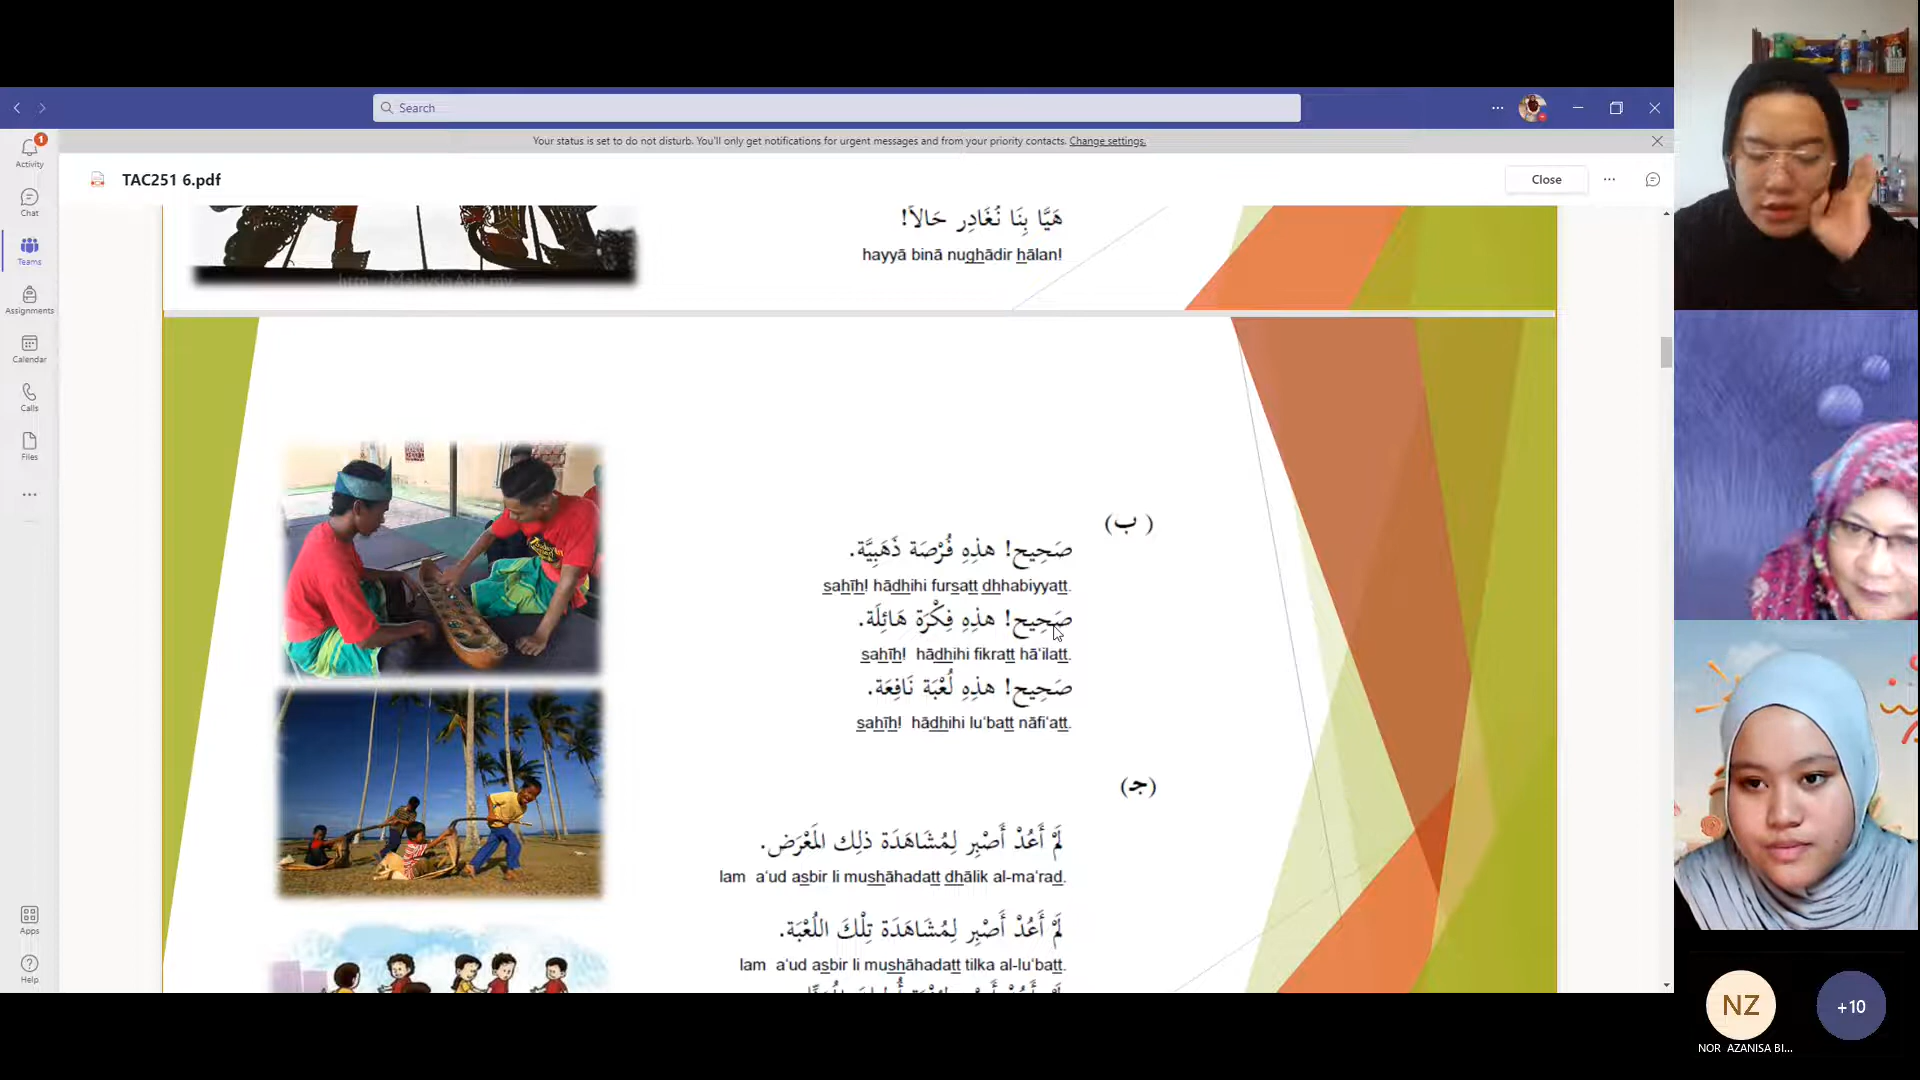 Search
Your status is set to do not disturb. You'll only get notifications for urgent messages and from your priority contacts. Change settings.
Activity
1
Chat
Teams
Assignments
Calendar
Calls
Files
Apps
Help
TAC251 6.pdf
Close
هَيَّا بِنَا نُغَادِر حَالاً!
hayyā binā nughādir hālan!
(ب)
صَحِيح! هذِهِ فُرْصَة ذَهَبِيَّة.
sahīh! hādhihi fursatt dhhabiyyatt.
صَحِيح! هذِهِ فِكْرَة هَائِلَة.
sahīh! hādhihi fikratt hā'ilatt.
صَحِيح! هذِهِ لُعْبَة نَافِعَة.
sahīh! hādhihi lu'batt nāfi'att.
(جـ)
لَمْ أَعُدْ أَصْبِر لِمُشَاهَدَة ذلِك المَعْرَض.
lam a'ud asbir li mushāhadatt dhālik al-ma'rad.
لَمْ أَعُدْ أَصْبِر لِمُشَاهَدَة تِلْكَ اللُعْبَة.
lam a'ud asbir li mushāhadatt tilka al-lu'batt.
NZ
+10
NOR AZANISA BI...